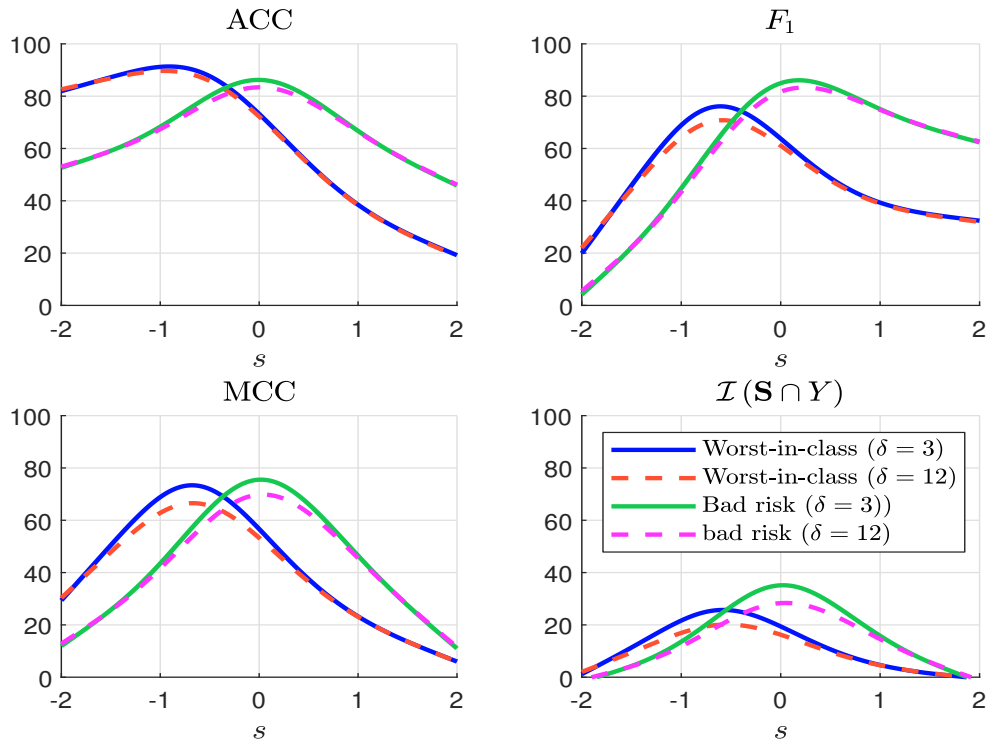 ACC
100
80
60
40
20
0
-2 -1 0 1 2
s
F₁
100
80
60
40
20
0
-2 -1 0 1 2
s
MCC
100
80
60
40
20
0
-2 -1 0 1 2
s
ℐ (S ∩ Y)
100
80
60
40
20
0
Worst-in-class (δ = 3)
Worst-in-class (δ = 12)
Bad risk (δ = 3))
bad risk (δ = 12)
-2 -1 0 1 2
s